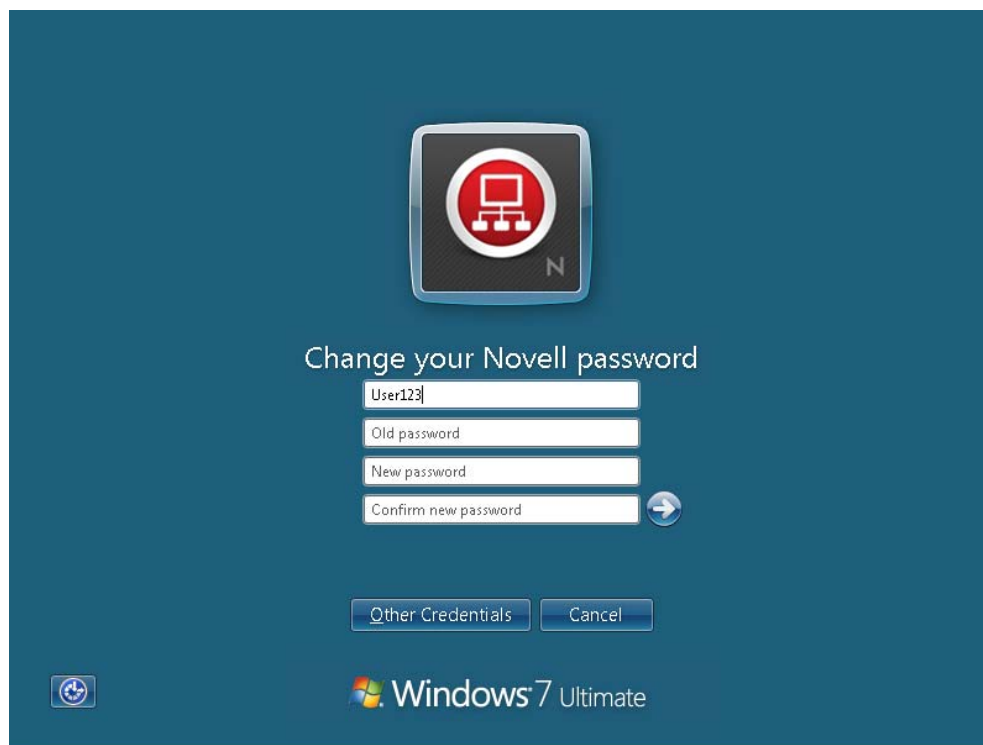 N
Change your Novell password
User123
Old password
New password
Confirm new password
Other Credentials
Cancel
Windows 7 Ultimate